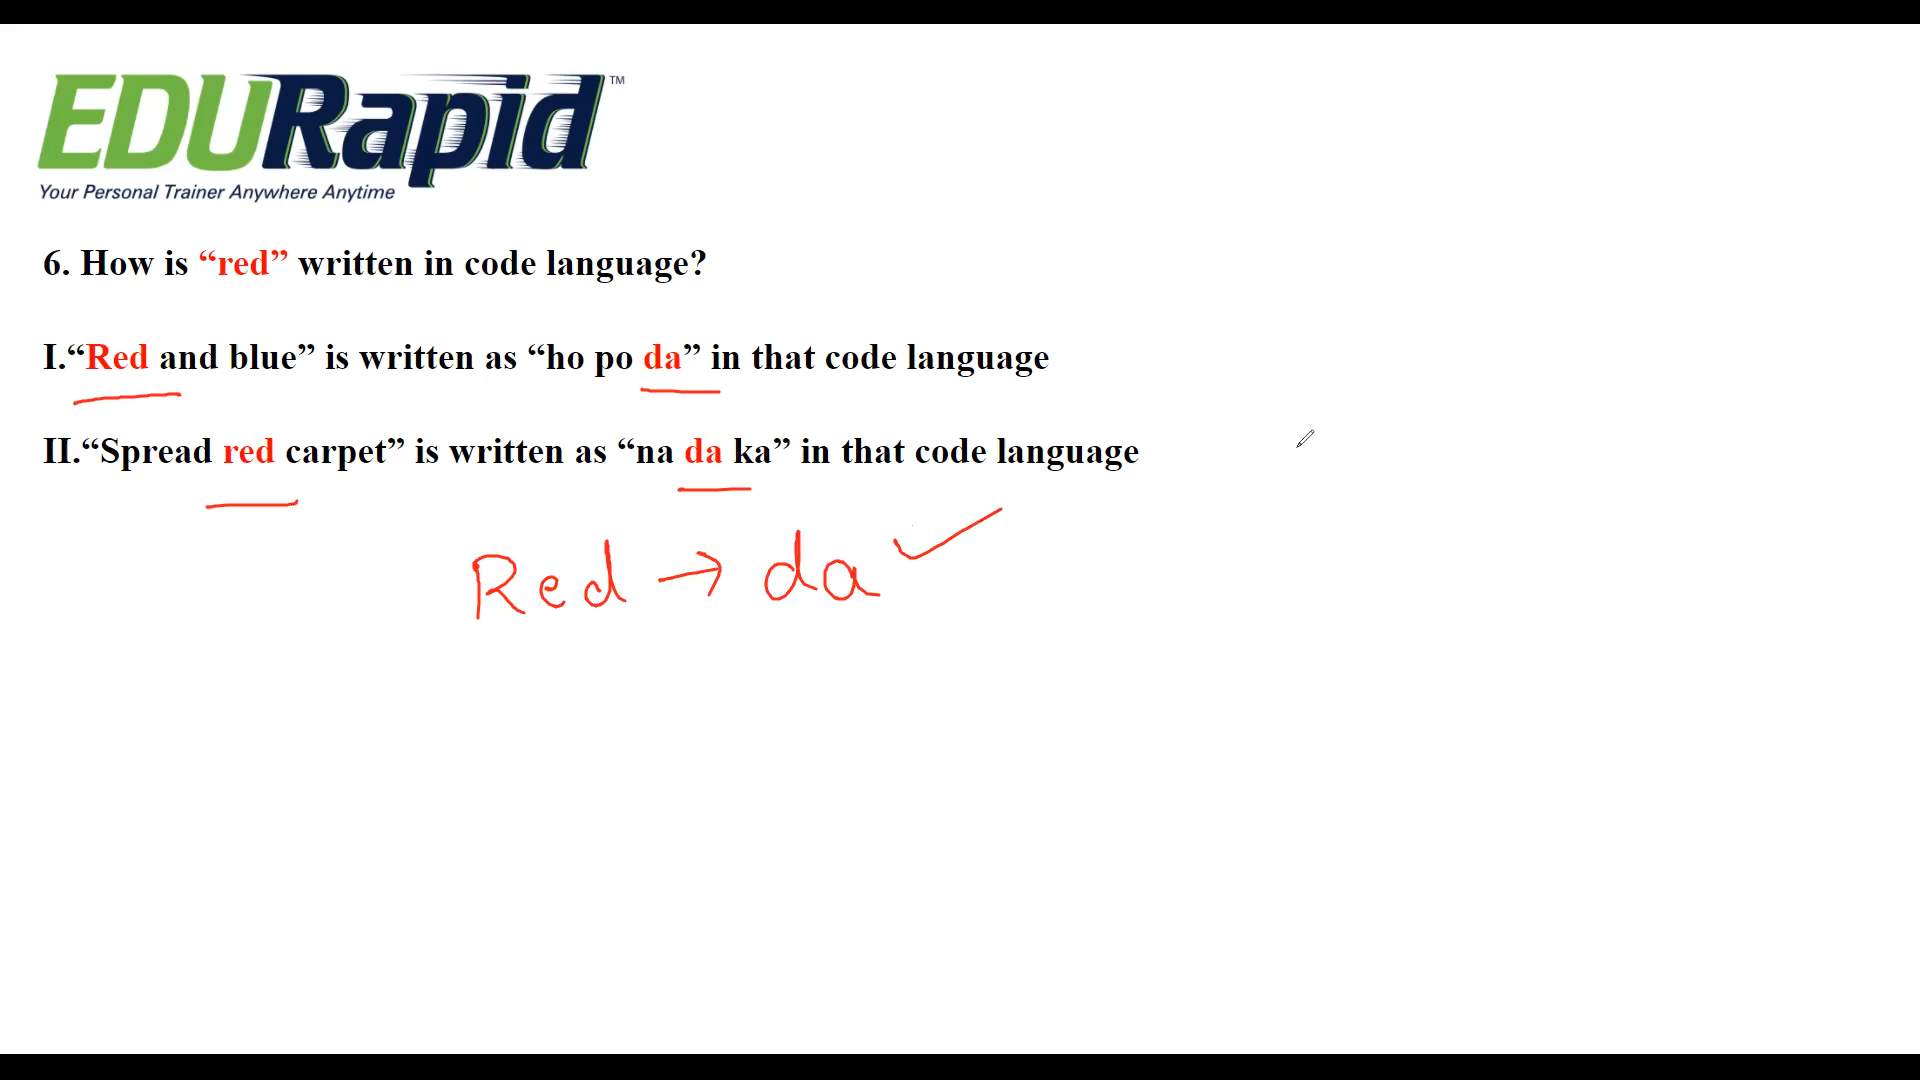 EDURapid™
Your Personal Trainer Anywhere Anytime
6. How is “red” written in code language?
I.“Red and blue” is written as “ho po da” in that code language
II.“Spread red carpet” is written as “na da ka” in that code language
Red → da ✓